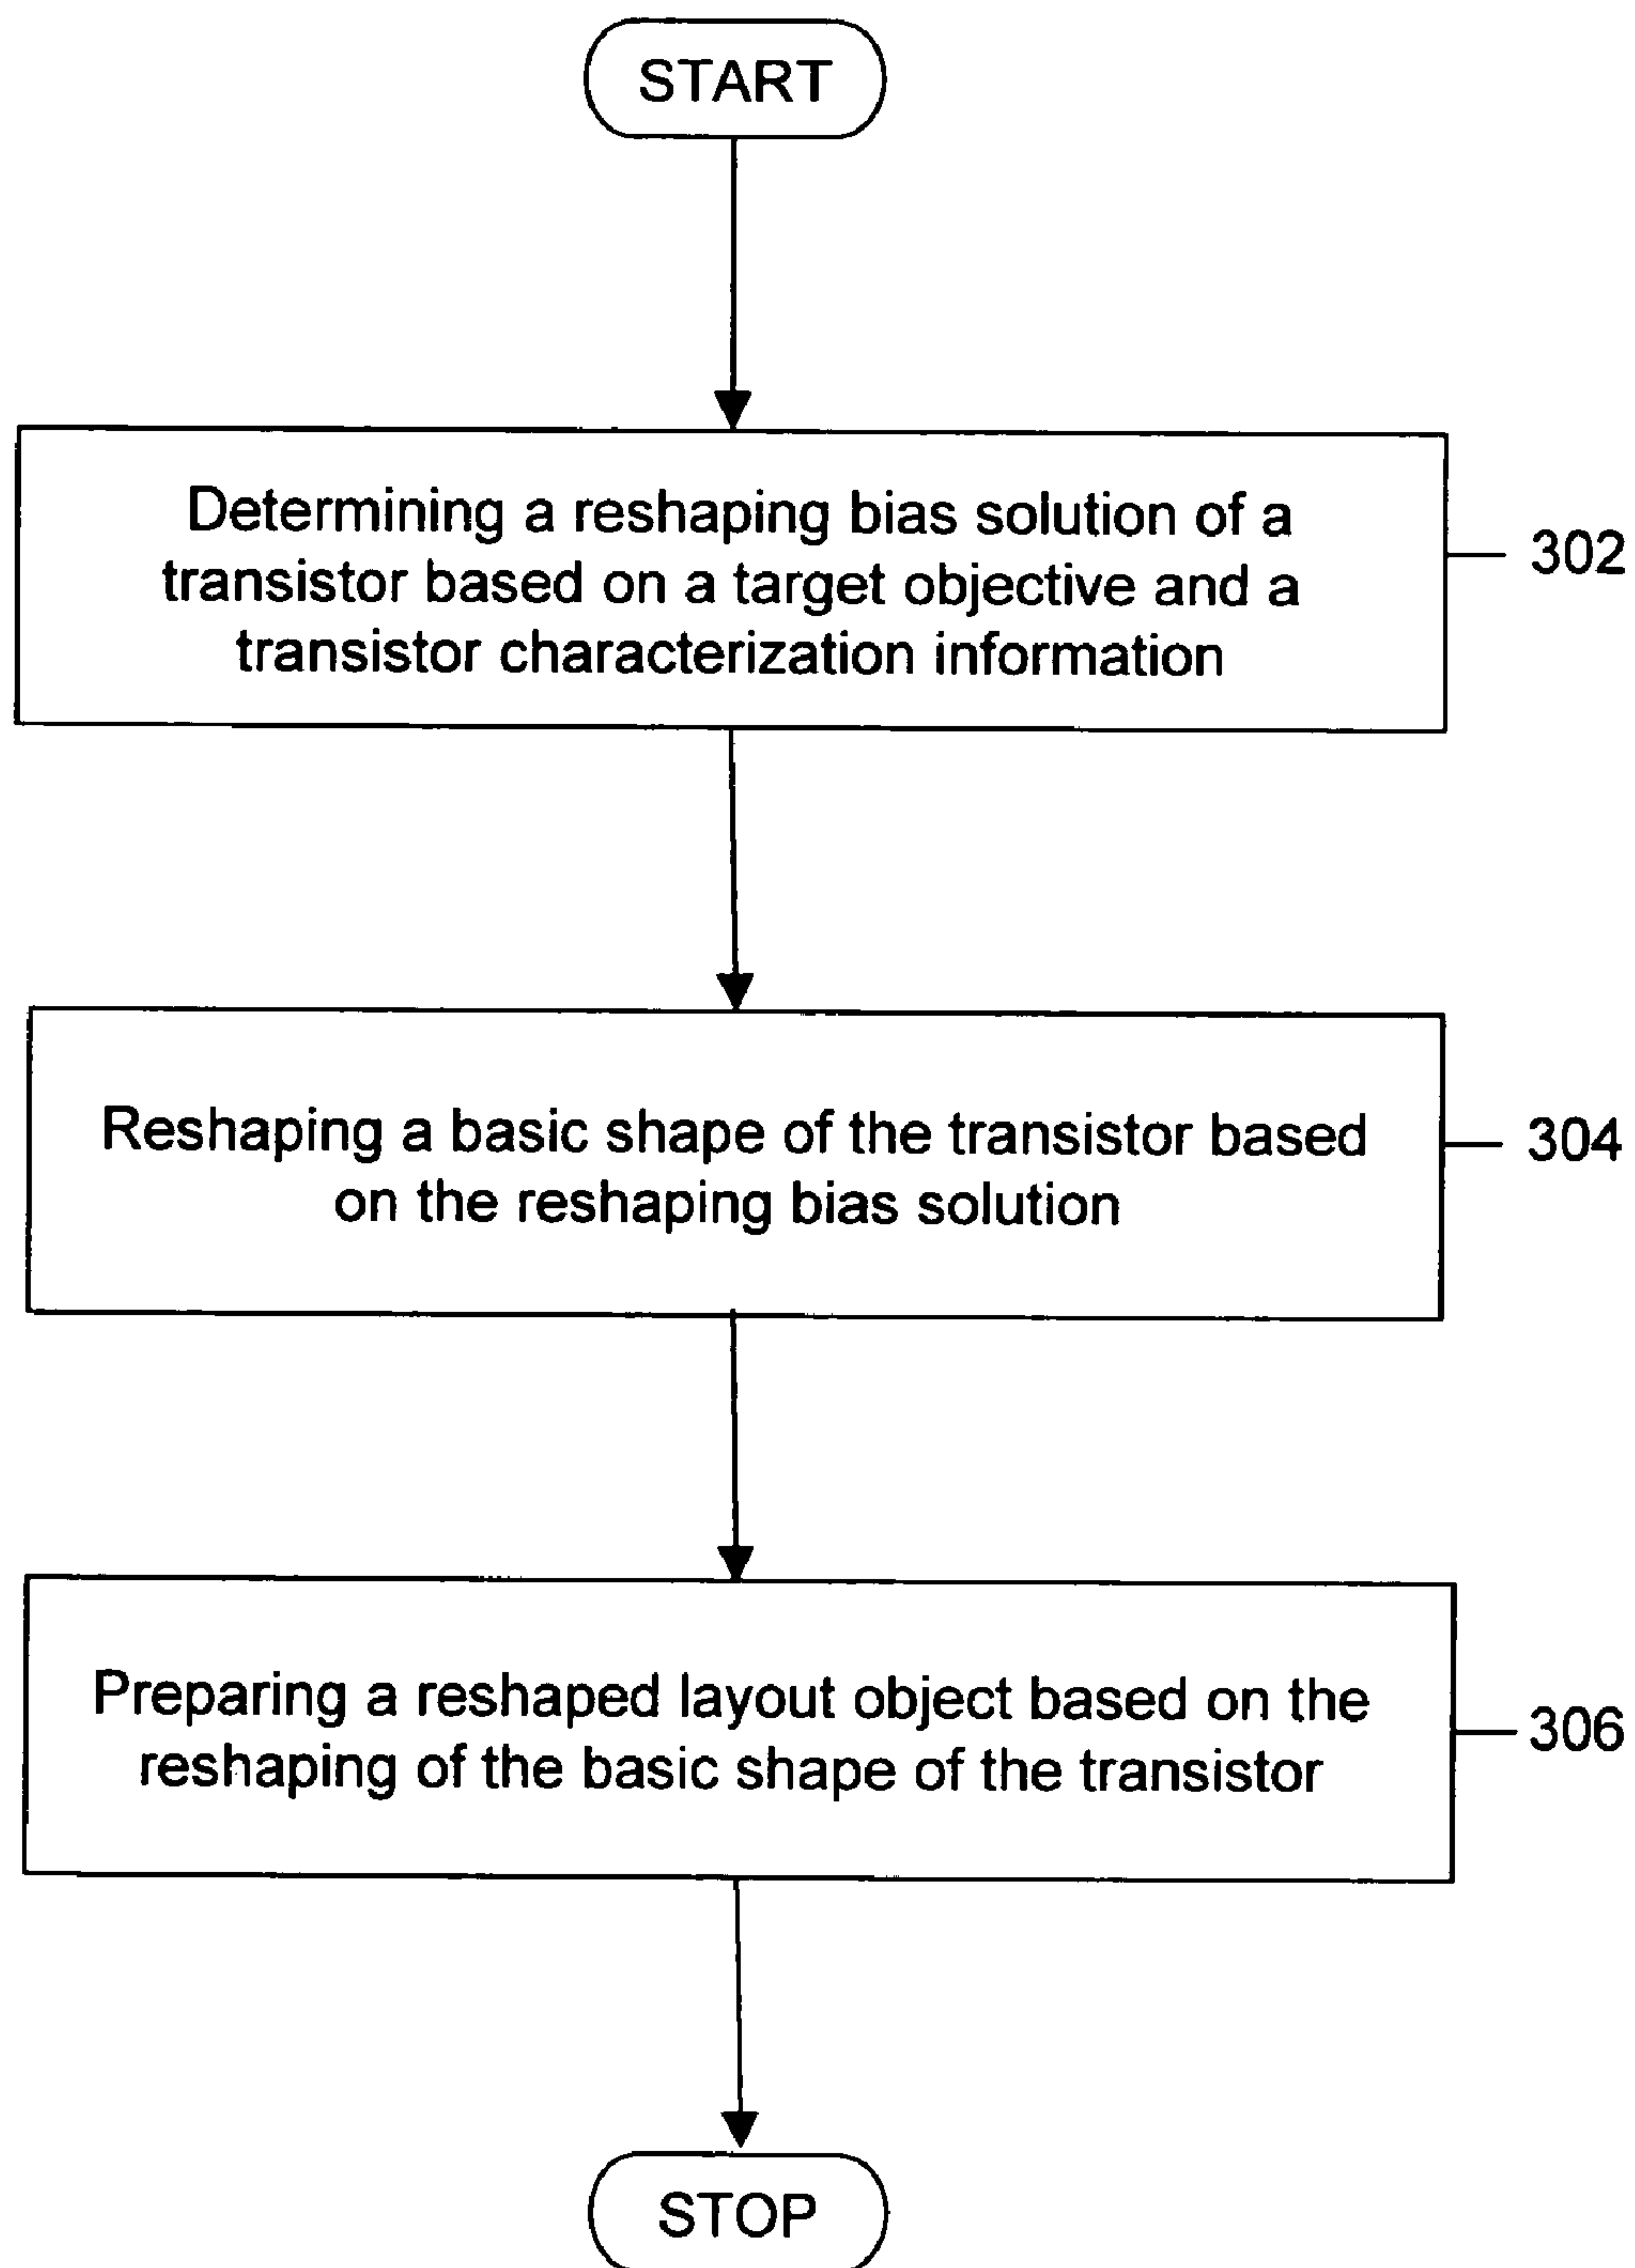 START
Determining a reshaping bias solution of a
transistor based on a target objective and a
transistor characterization information
302
Reshaping a basic shape of the transistor based
on the reshaping bias solution
304
Preparing a reshaped layout object based on the
reshaping of the basic shape of the transistor
306
STOP